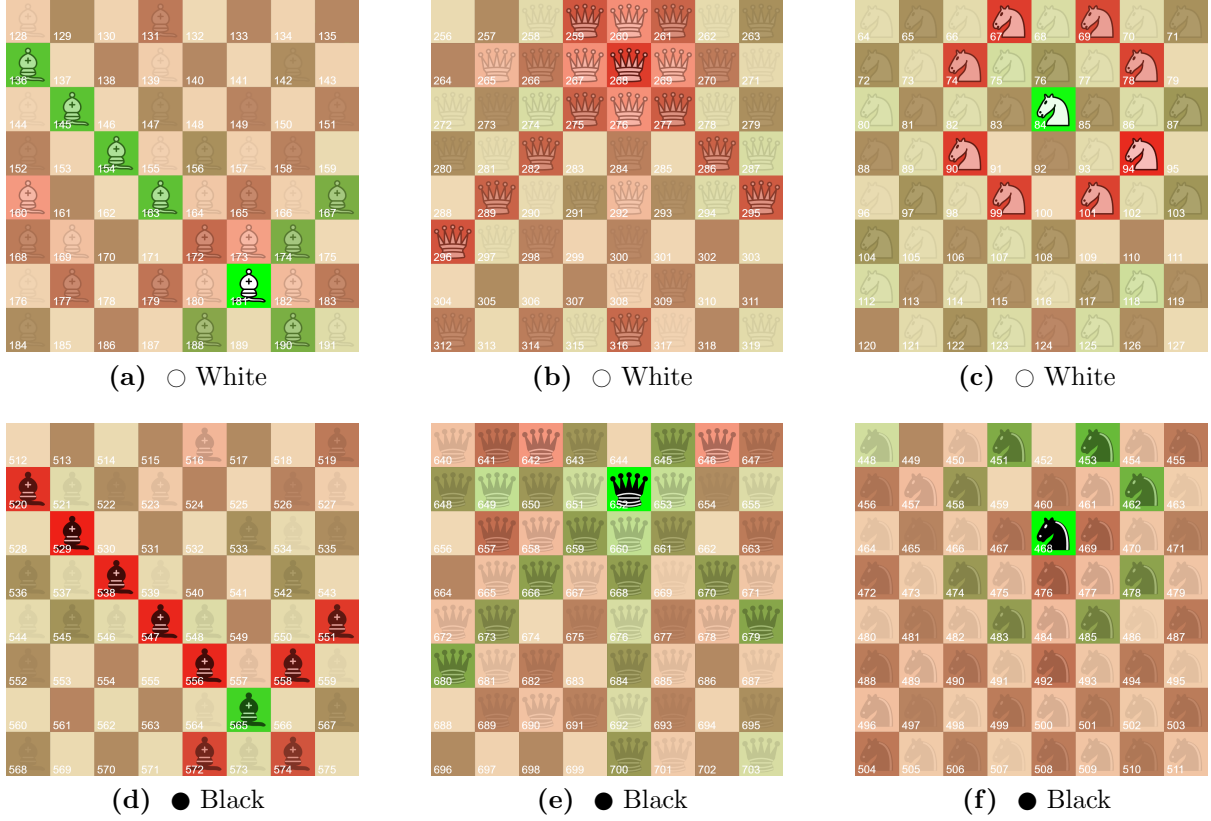 128 129 130 131 132 133 134 135
136 137 138 139 140 141 142 143
144 145 146 147 148 149 150 151
152 153 154 155 156 157 158 159
160 161 162 163 164 165 166 167
168 169 170 171 172 173 174 175
176 177 178 179 180 181 182 183
184 185 186 187 188 189 190 191
(a) ○ White
256 257 258 259 260 261 262 263
264 265 266 267 268 269 270 271
272 273 274 275 276 277 278 279
280 281 282 283 284 285 286 287
288 289 290 291 292 293 294 295
296 297 298 299 300 301 302 303
304 305 306 307 308 309 310 311
312 313 314 315 316 317 318 319
(b) ○ White
64 65 66 67 68 69 70 71
72 73 74 75 76 77 78 79
80 81 82 83 84 85 86 87
88 89 90 91 92 93 94 95
96 97 98 99 100 101 102 103
104 105 106 107 108 109 110 111
112 113 114 115 116 117 118 119
120 121 122 123 124 125 126 127
(c) ○ White
512 513 514 515 516 517 518 519
520 521 522 523 524 525 526 527
528 529 530 531 532 533 534 535
536 537 538 539 540 541 542 543
544 545 546 547 548 549 550 551
552 553 554 555 556 557 558 559
560 561 562 563 564 565 566 567
568 569 570 571 572 573 574 575
(d) ● Black
640 641 642 643 644 645 646 647
648 649 650 651 652 653 654 655
656 657 658 659 660 661 662 663
664 665 666 667 668 669 670 671
672 673 674 675 676 677 678 679
680 681 682 683 684 685 686 687
688 689 690 691 692 693 694 695
696 697 698 699 700 701 702 703
(e) ● Black
448 449 450 451 452 453 454 455
456 457 458 459 460 461 462 463
464 465 466 467 468 469 470 471
472 473 474 475 476 477 478 479
480 481 482 483 484 485 486 487
488 489 490 491 492 493 494 495
496 497 498 499 500 501 502 503
504 505 506 507 508 509 510 511
(f) ● Black